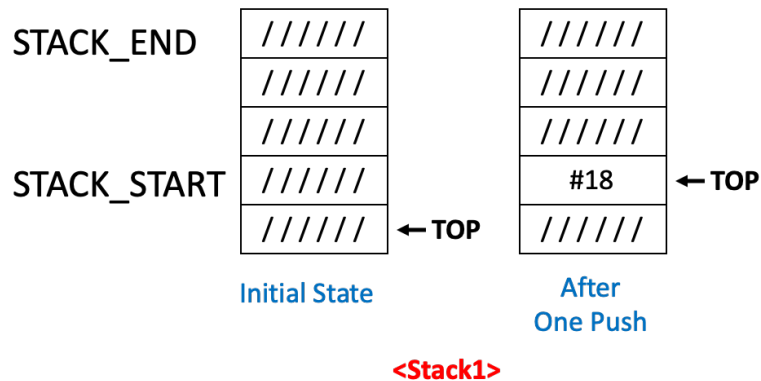 STACK_END
//////
//////
//////
//////
//////
//////
STACK_START
//////
#18
← TOP
//////
← TOP
//////
Initial State
After
One Push
<Stack1>